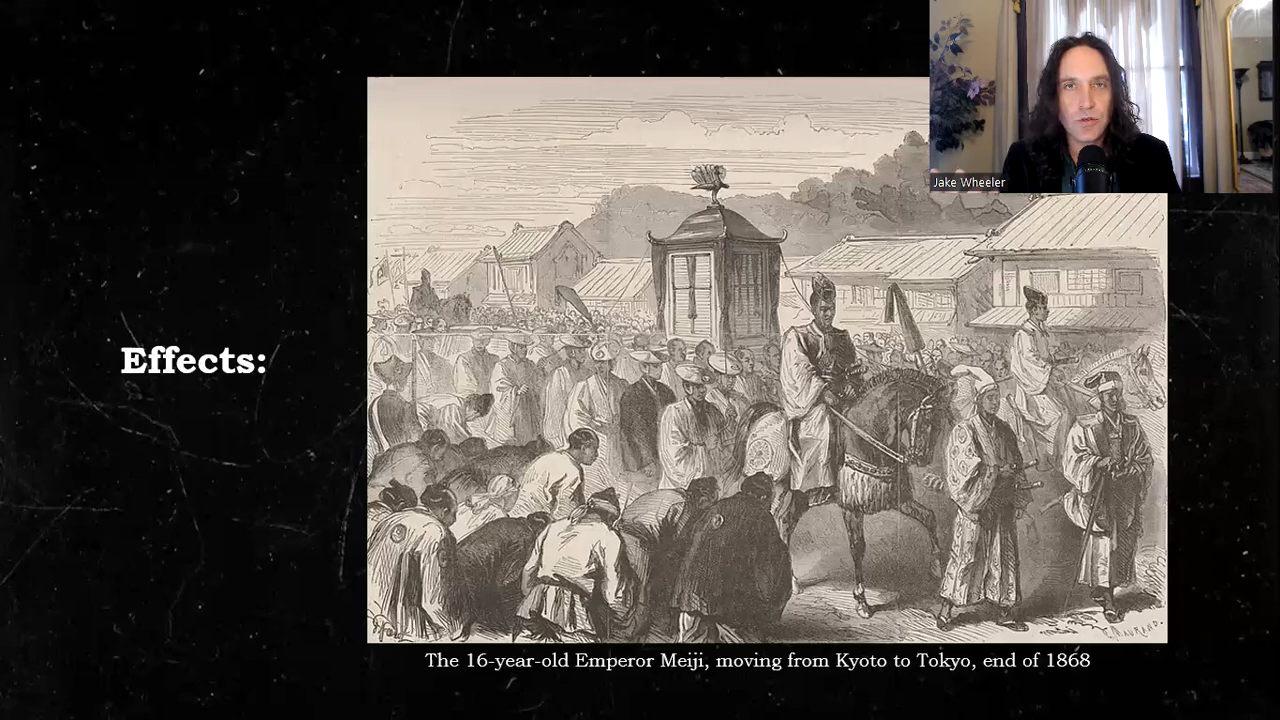 Jake Wheeler
Effects:
The 16-year-old Emperor Meiji, moving from Kyoto to Tokyo, end of 1868